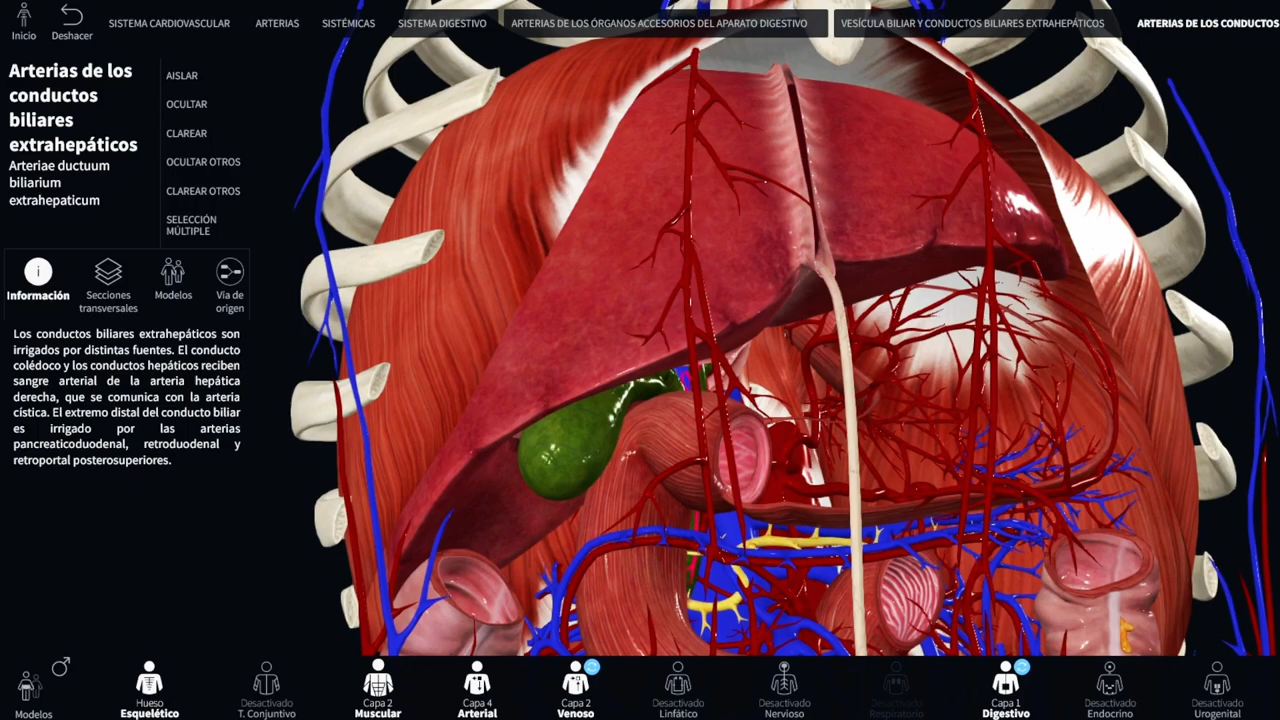 SISTEMA CARDIOVASCULAR
ARTERIAS
SISTÉMICAS
SISTEMA DIGESTIVO
ARTERIAS DE LOS ÓRGANOS ACCESORIOS DEL APARATO DIGESTIVO
VESÍCULA BILIAR Y CONDUCTOS BILIARES EXTRAHEPÁTICOS
ARTERIAS DE LOS CONDUCTOS
Inicio
Deshacer
Arterias de los
conductos
biliares
extrahepáticos
Arteriae ductuum
biliarium
extrahepaticum
AISLAR
OCULTAR
CLAREAR
OCULTAR OTROS
CLAREAR OTROS
SELECCIÓN
MÚLTIPLE
i
Información
Secciones
transversales
Modelos
Vía de
origen
Los conductos biliares extrahepáticos son
irrigados por distintas fuentes. El conducto
colédoco y los conductos hepáticos reciben
sangre arterial de la arteria hepática
derecha, que se comunica con la arteria
cística. El extremo distal del conducto biliar
es irrigado por las arterias
pancreaticoduodenal, retroduodenal y
retroportal posterosuperiores.
Modelos
Hueso
Esquelético
Desactivado
T. Conjuntivo
Capa 2
Muscular
Capa 4
Arterial
Capa 2
Venoso
Desactivado
Linfático
Desactivado
Nervioso
Desactivado
Respiratorio
Capa 1
Digestivo
Desactivado
Endocrino
Desactivado
Urogenital